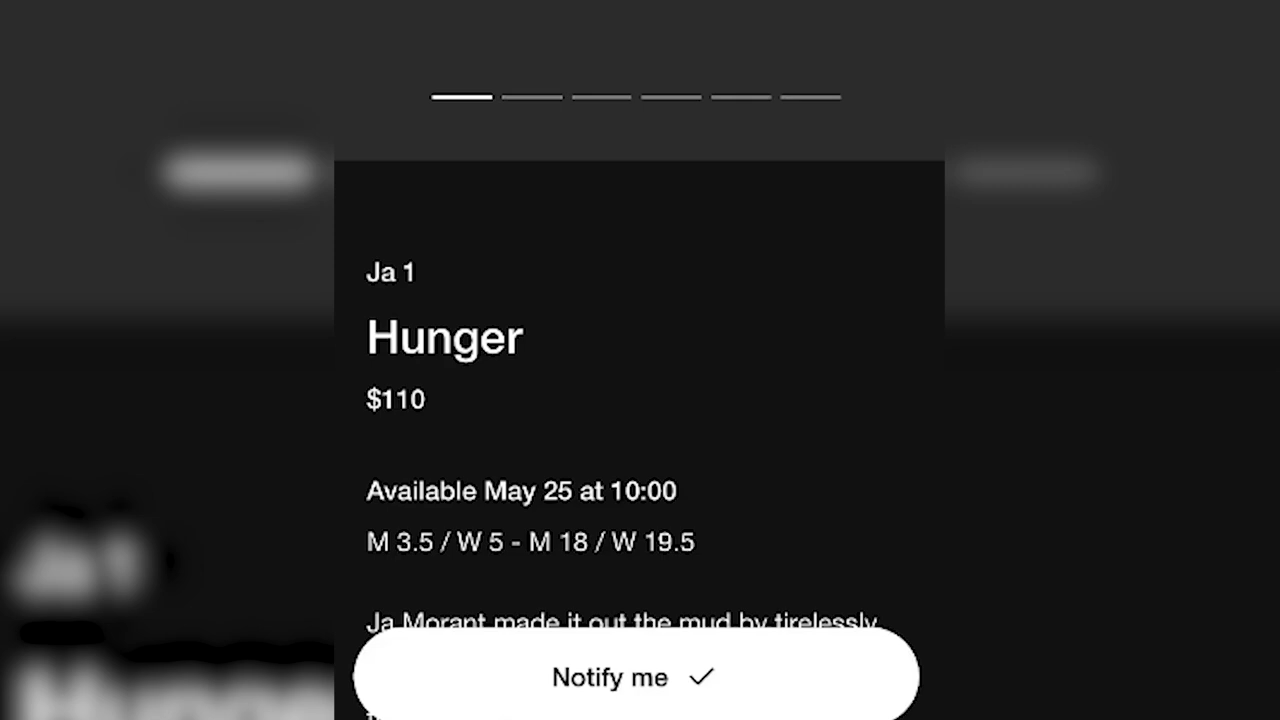 Ja 1
Hunger
$110
Available May 25 at 10:00
M 3.5 / W 5 - M 18 / W 19.5
Ja Morant made it out the mud by tirelessly
Notify me